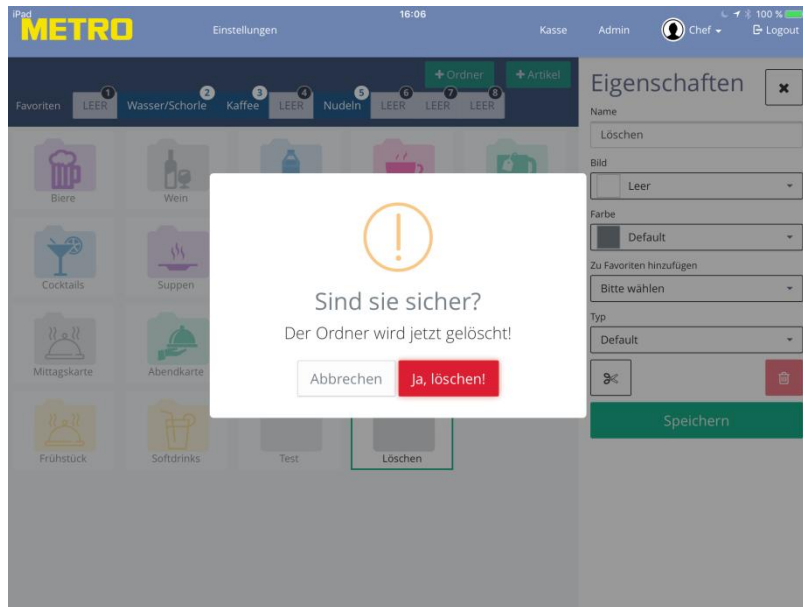 iPad
16:06
100 %
METRO
Einstellungen
Kasse
Admin
Chef
Logout
+ Ordner
+ Artikel
1
2
3
4
5
6
7
8
Favoriten
LEER
Wasser/Schorle
Kaffee
LEER
Nudeln
LEER
LEER
LEER
Biere
Wein
Cocktails
Suppen
Mittagskarte
Abendkarte
Frühstück
Softdrinks
Test
Löschen
Sind sie sicher?
Der Ordner wird jetzt gelöscht!
Abbrechen
Ja, löschen!
Eigenschaften
Name
Löschen
Bild
Leer
Farbe
Default
Zu Favoriten hinzufügen
Bitte wählen
Typ
Default
Speichern